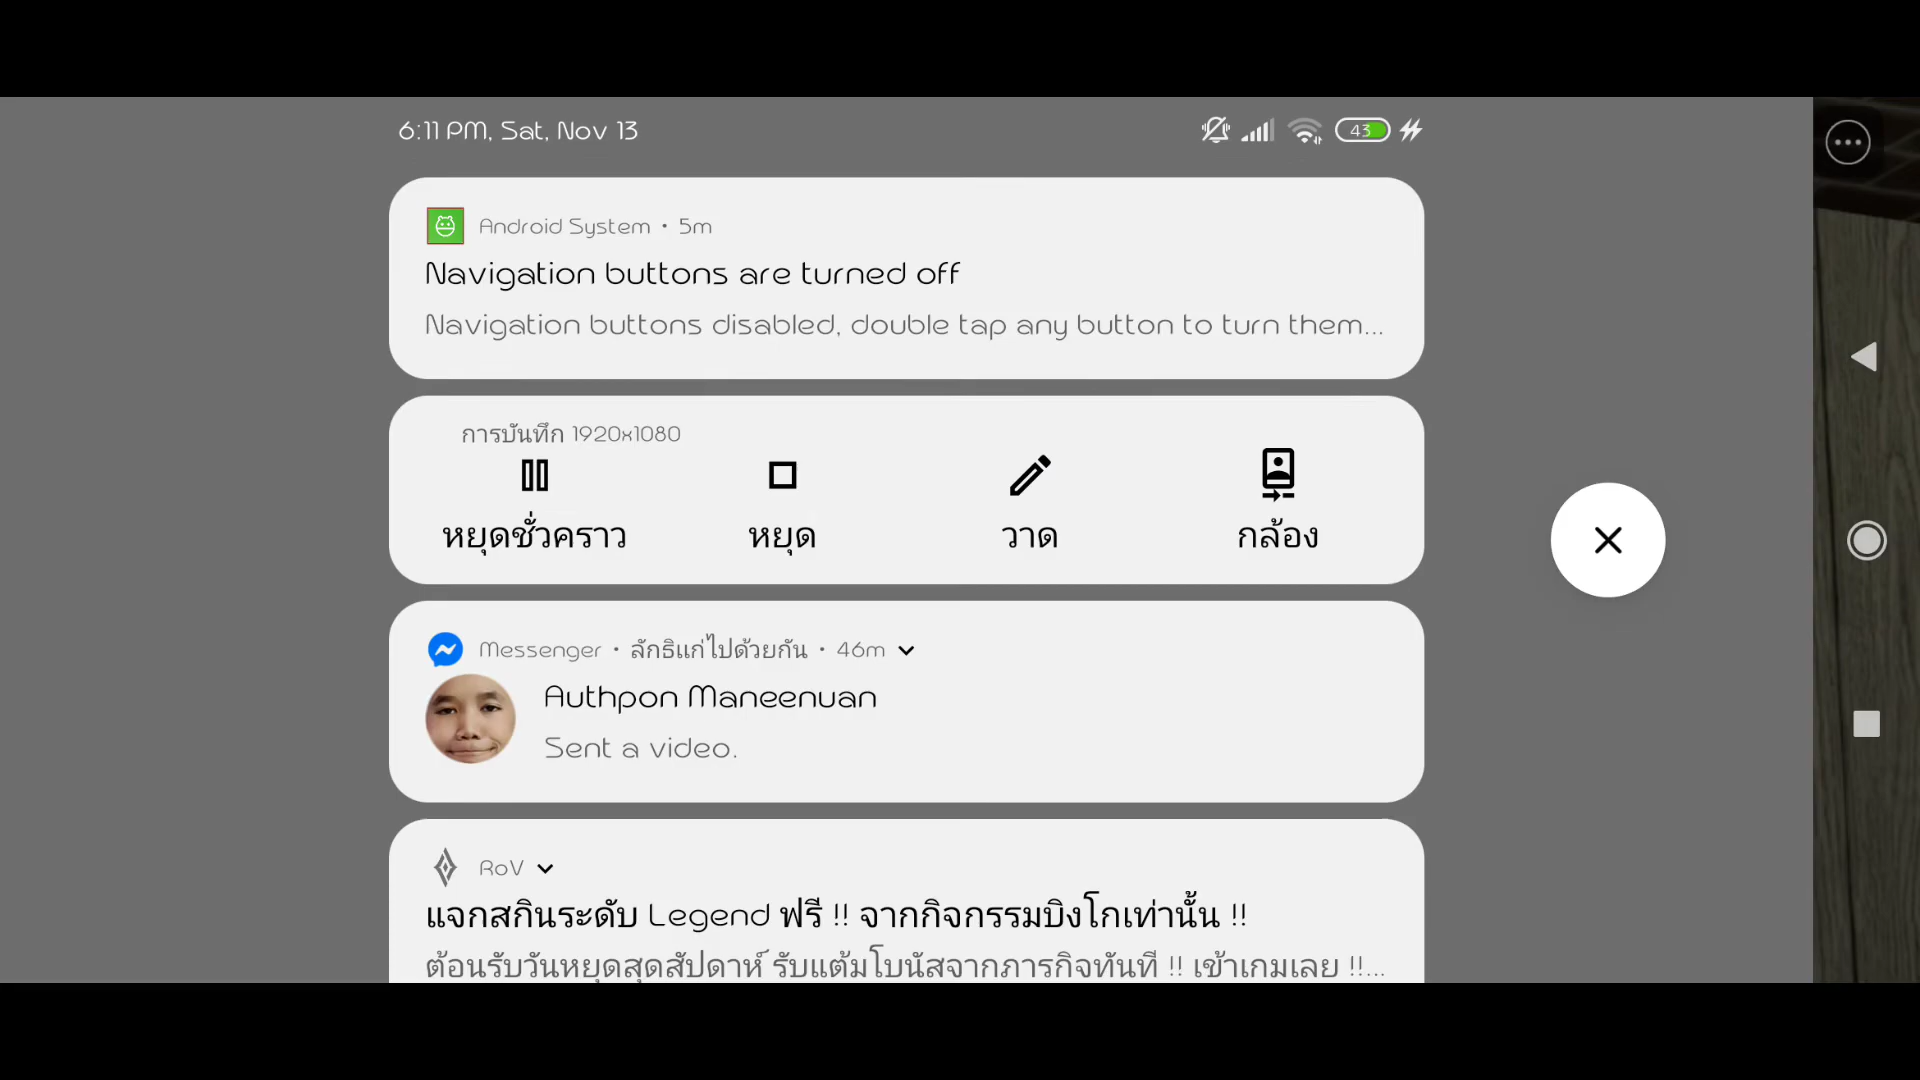 6:11 PM, Sat, Nov 13
43
Android System • 5m
Navigation buttons are turned off
Navigation buttons disabled, double tap any button to turn them...
การบันทึก 1920x1080
หยุดชั่วคราว
หยุด
วาด
กล้อง
Messenger • ลัทธิแก่ไปด้วยกัน • 46m
Authpon Maneenuan
Sent a video.
RoV
แจกสกินระดับ Legend ฟรี !! จากกิจกรรมบิงโกเท่านั้น !!
ต้อนรับวันหยุดสุดสัปดาห์ รับแต้มโบนัสจากภารกิจทันที !! เข้าเกมเลย !!...